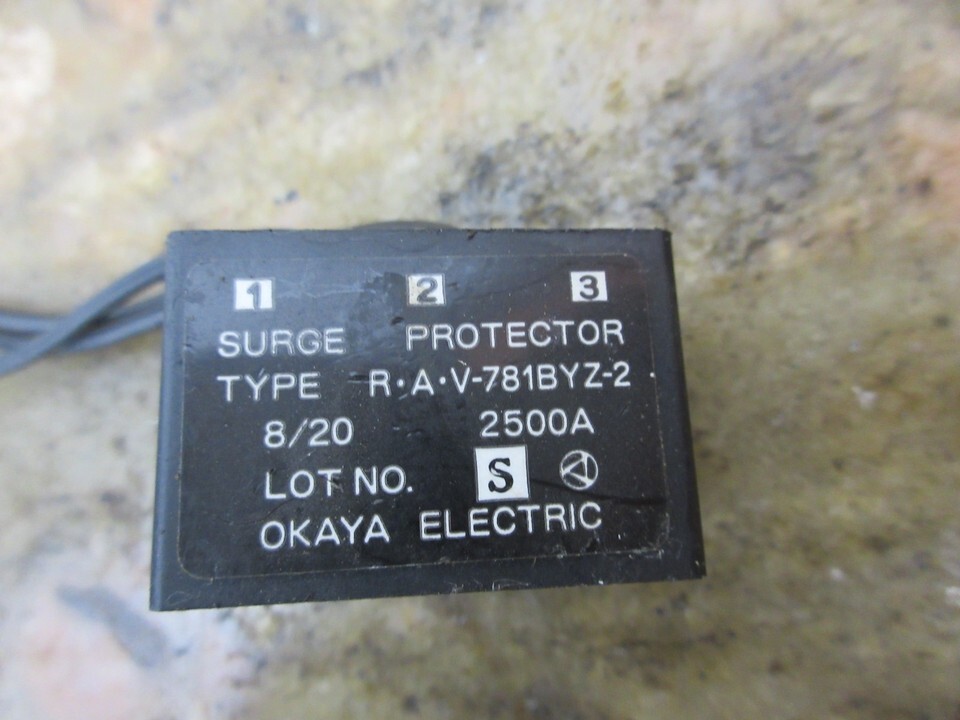 1 2 3
SURGE PROTECTOR
TYPE R·A·V-781BYZ-2
8/20 2500A
LOT NO. S
OKAYA ELECTRIC